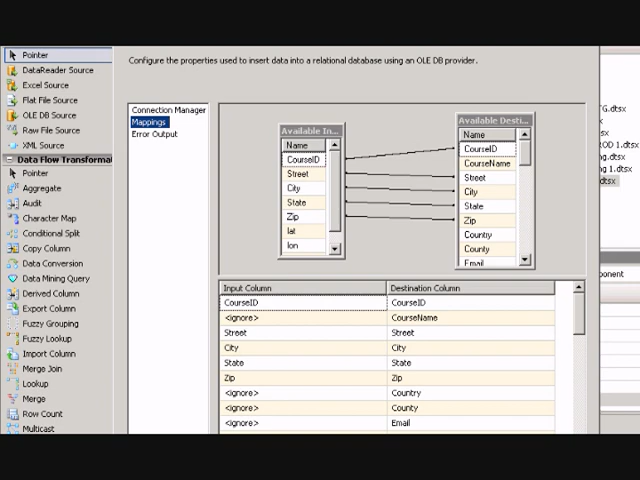 Pointer
DataReader Source
Excel Source
Flat File Source
OLE DB Source
Raw File Source
XML Source
Data Flow Transformat
Pointer
Aggregate
Audit
Character Map
Conditional Split
Copy Column
Data Conversion
Data Mining Query
Derived Column
Export Column
Fuzzy Grouping
Fuzzy Lookup
Import Column
Merge Join
Lookup
Merge
Row Count
Multicast
Configure the properties used to insert data into a relational database using an OLE DB provider.
Connection Manager
Mappings
Error Output
Available In...
Name
CourseID
Street
City
State
Zip
lat
lon
Available Desti...
Name
CourseID
CourseName
Street
City
State
Zip
Country
County
Email
Input Column Destination Column
CourseID CourseID
<ignore> CourseName
Street Street
City City
State State
Zip Zip
<ignore> Country
<ignore> County
<ignore> Email
G.dtsx
x
ROD 1.dtsx
ng.dtsx
ng 1.dtsx
dtsx
ponent